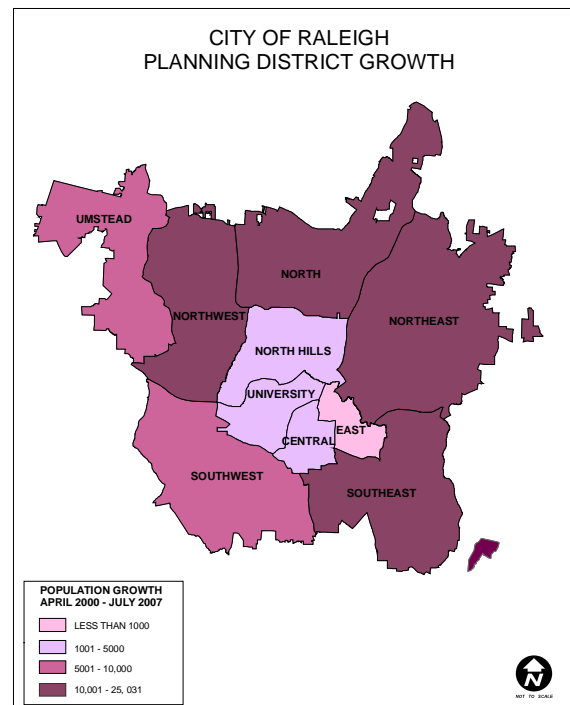 CITY OF RALEIGH
PLANNING DISTRICT GROWTH
UMSTEAD
NORTH
NORTHWEST
NORTHEAST
NORTH HILLS
UNIVERSITY
EAST
CENTRAL
SOUTHWEST
SOUTHEAST
POPULATION GROWTH
APRIL 2000 - JULY 2007
LESS THAN 1000
1001 - 5000
5001 - 10,000
10,001 - 25, 031
N
NOT TO SCALE